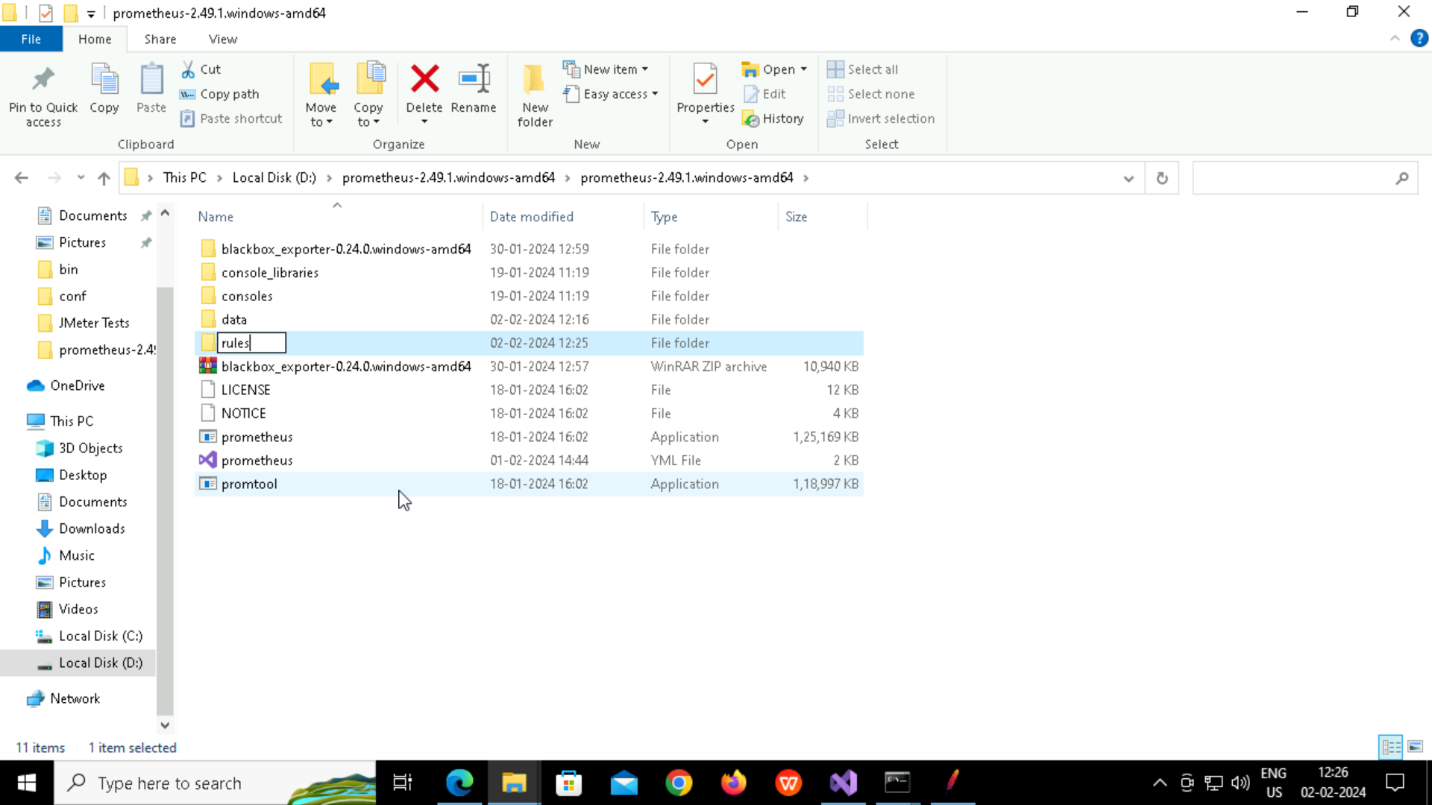 prometheus-2.49.1.windows-amd64
File
Home
Share
View
Pin to Quick access
Copy
Paste
Cut
Copy path
Paste shortcut
Clipboard
Move to
Copy to
Delete
Rename
Organize
New folder
New item
Easy access
New
Properties
Open
Edit
History
Open
Select all
Select none
Invert selection
Select
This PC > Local Disk (D:) > prometheus-2.49.1.windows-amd64 > prometheus-2.49.1.windows-amd64 >
Documents
Pictures
bin
conf
JMeter Tests
prometheus-2.49
OneDrive
This PC
3D Objects
Desktop
Documents
Downloads
Music
Pictures
Videos
Local Disk (C:)
Local Disk (D:)
Network
Name Date modified Type Size
blackbox_exporter-0.24.0.windows-amd64 30-01-2024 12:59 File folder
console_libraries 19-01-2024 11:19 File folder
consoles 19-01-2024 11:19 File folder
data 02-02-2024 12:16 File folder
rules 02-02-2024 12:25 File folder
blackbox_exporter-0.24.0.windows-amd64 30-01-2024 12:57 WinRAR ZIP archive 10,940 KB
LICENSE 18-01-2024 16:02 File 12 KB
NOTICE 18-01-2024 16:02 File 4 KB
prometheus 18-01-2024 16:02 Application 1,25,169 KB
prometheus 01-02-2024 14:44 YML File 2 KB
promtool 18-01-2024 16:02 Application 1,18,997 KB
11 items 1 item selected
Type here to search
ENG
US
12:26
02-02-2024